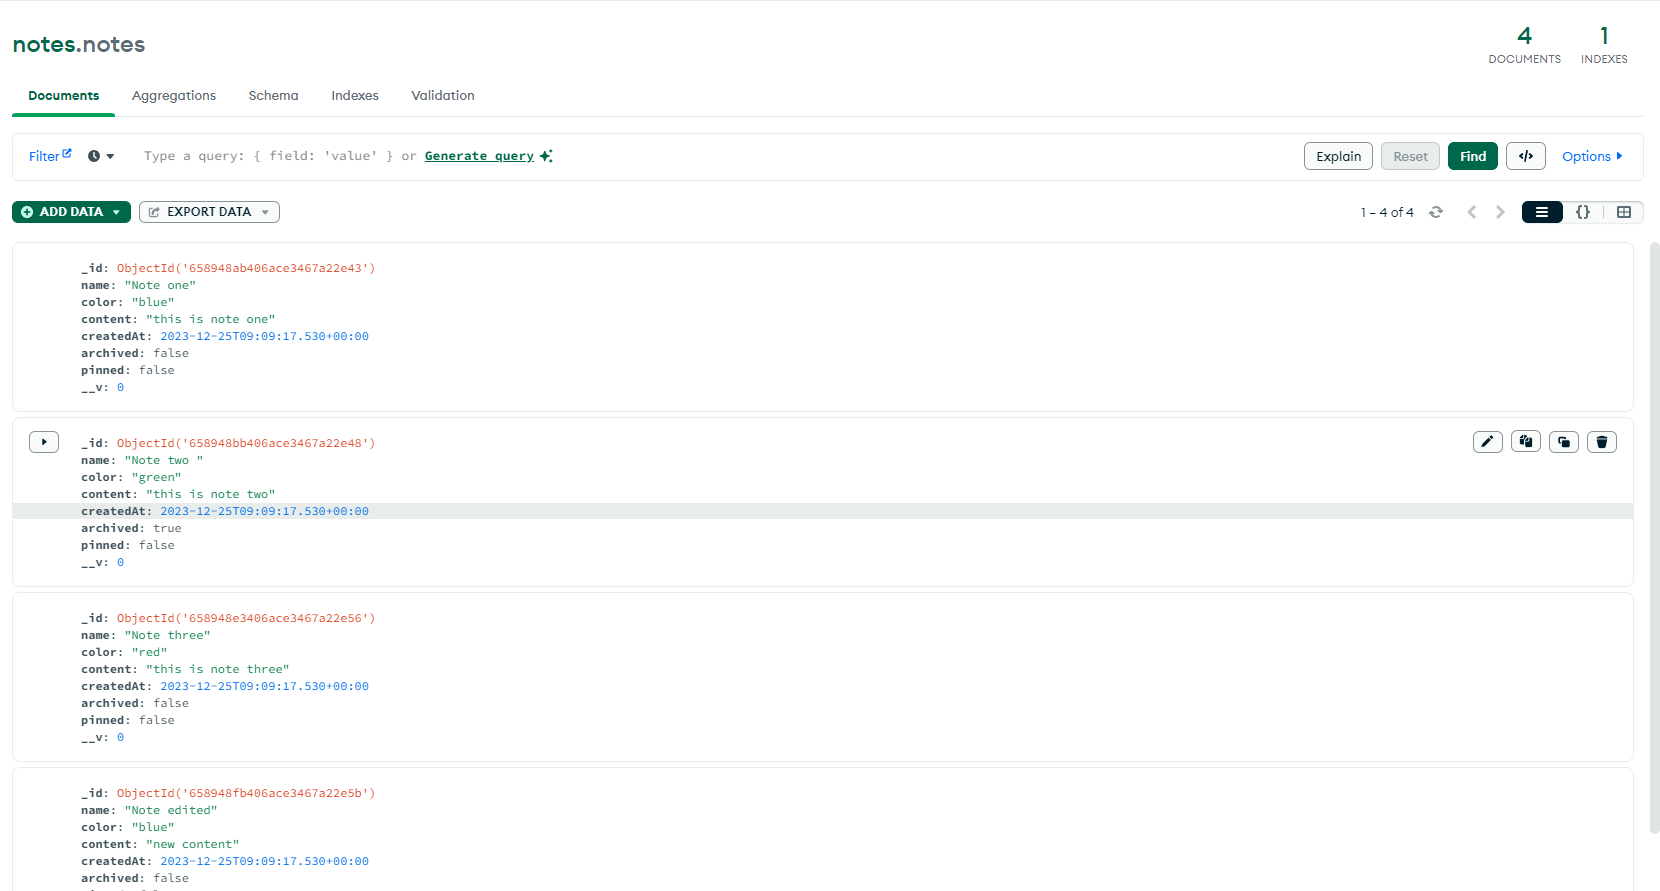 notes.notes
4
DOCUMENTS
1
INDEXES
Documents Aggregations Schema Indexes Validation
Filter Type a query: { field: 'value' } or Generate query Explain Reset Find </> Options
ADD DATA EXPORT DATA 1 – 4 of 4 {}
_id: ObjectId('658948ab406ace3467a22e43')
name: "Note one"
color: "blue"
content: "this is note one"
createdAt: 2023-12-25T09:09:17.530+00:00
archived: false
pinned: false
__v: 0
_id: ObjectId('658948bb406ace3467a22e48')
name: "Note two "
color: "green"
content: "this is note two"
createdAt: 2023-12-25T09:09:17.530+00:00
archived: true
pinned: false
__v: 0
_id: ObjectId('658948e3406ace3467a22e56')
name: "Note three"
color: "red"
content: "this is note three"
createdAt: 2023-12-25T09:09:17.530+00:00
archived: false
pinned: false
__v: 0
_id: ObjectId('658948fb406ace3467a22e5b')
name: "Note edited"
color: "blue"
content: "new content"
createdAt: 2023-12-25T09:09:17.530+00:00
archived: false